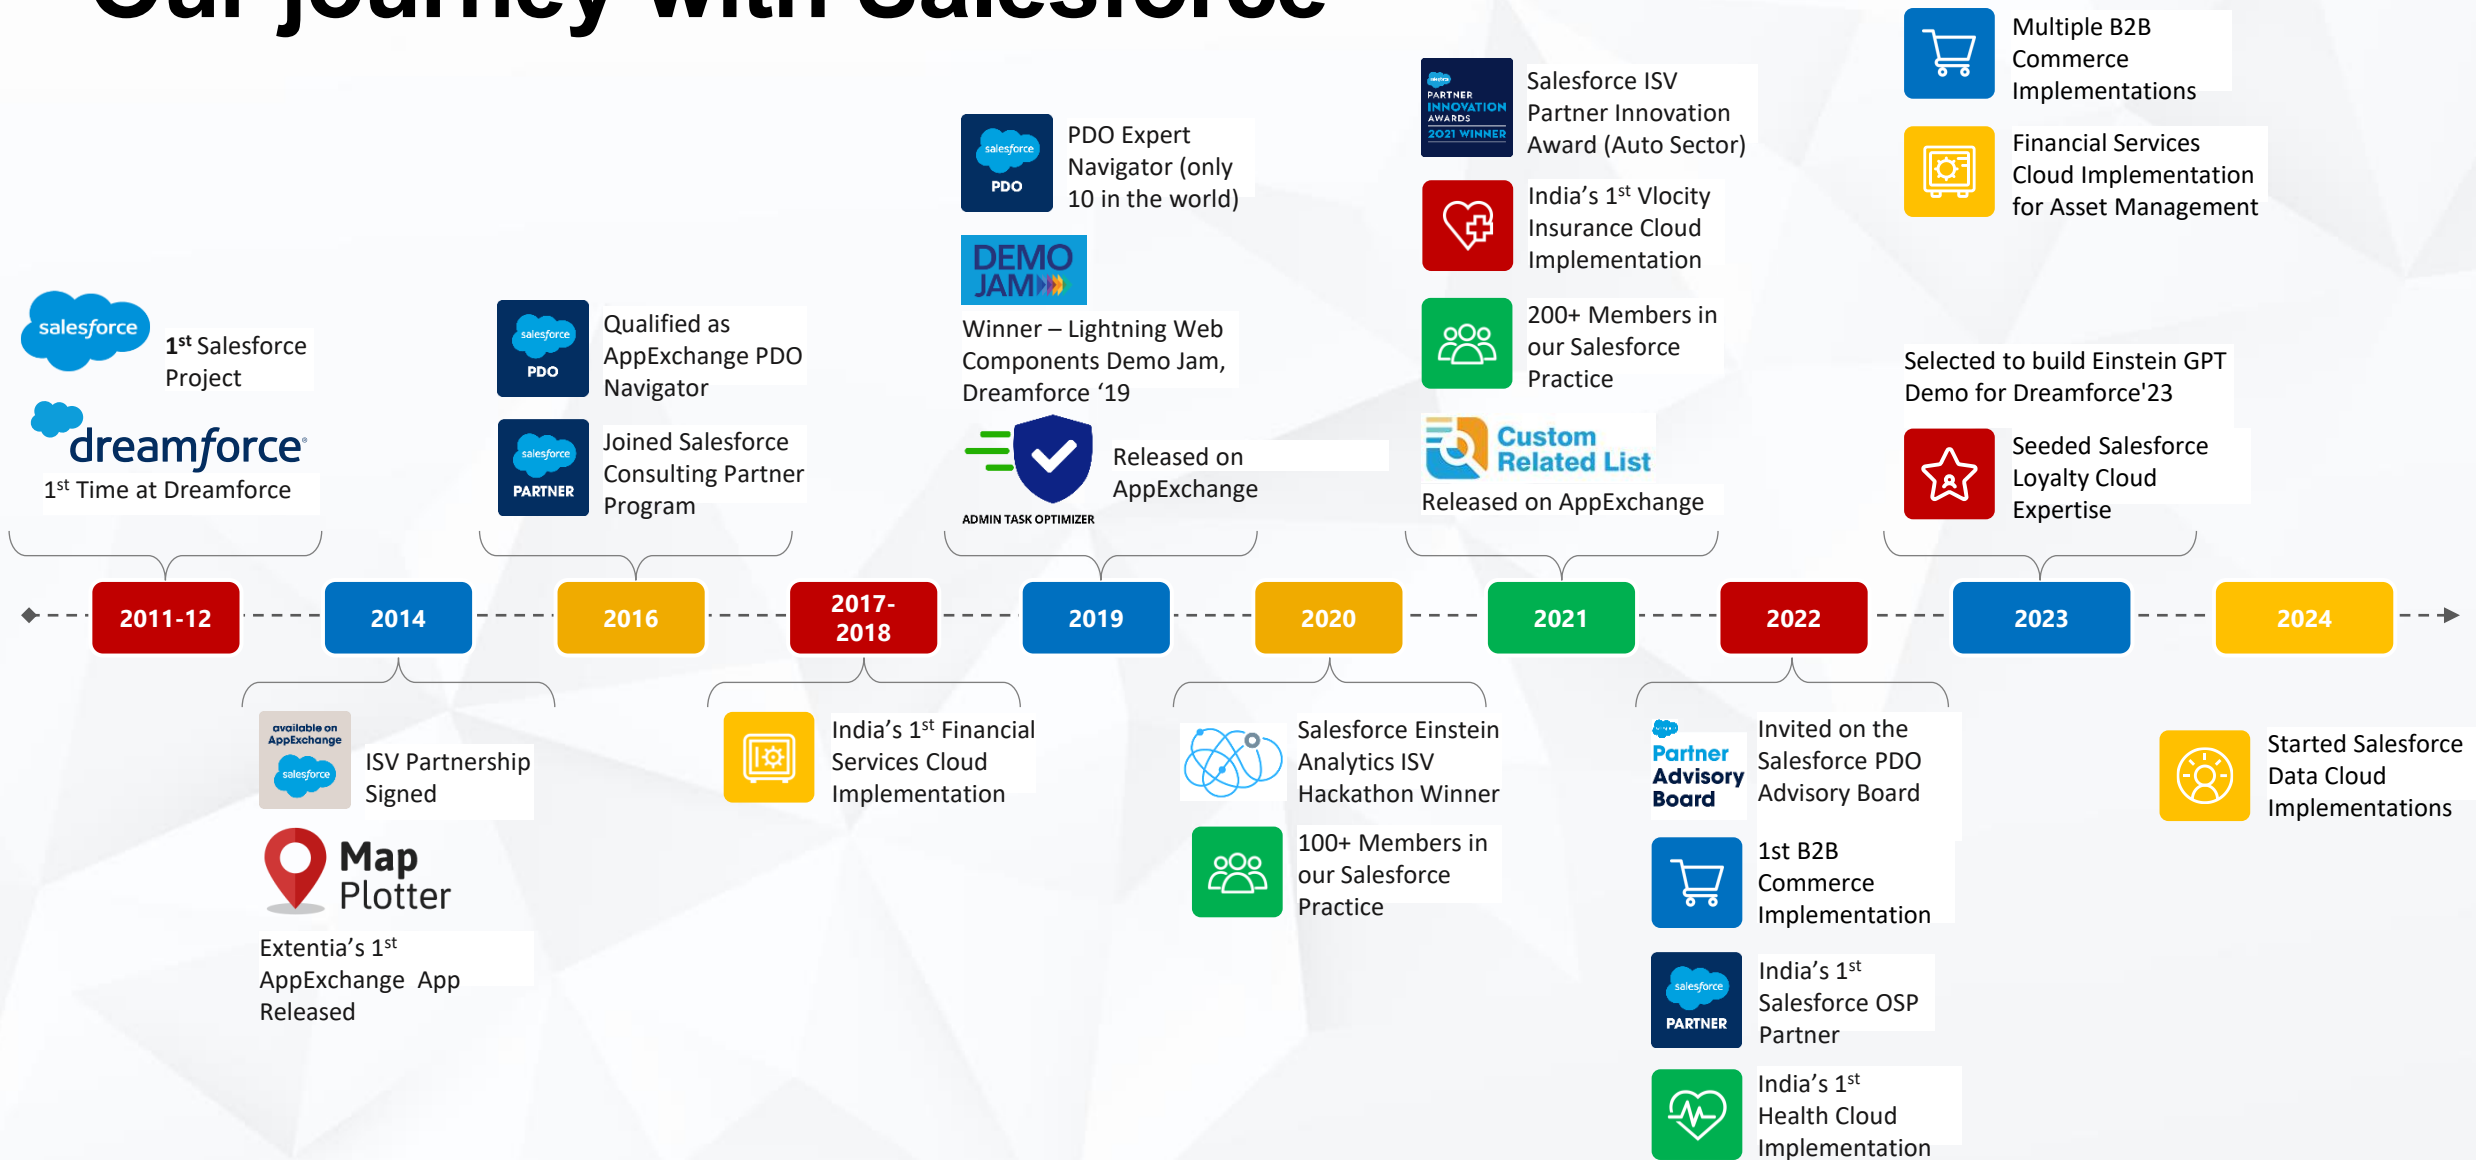 Our journey with Salesforce
salesforce
1st Salesforce
Project
dreamforce
1st Time at Dreamforce
2011-12
available on
AppExchange
salesforce
ISV Partnership
Signed
Map
Plotter
Extentia’s 1st
AppExchange App
Released
2014
salesforce
PDO
Qualified as
AppExchange PDO
Navigator
salesforce
PARTNER
Joined Salesforce
Consulting Partner
Program
2016
2017-
2018
India’s 1st Financial
Services Cloud
Implementation
salesforce
PDO
PDO Expert
Navigator (only
10 in the world)
DEMO
JAM
Winner – Lightning Web
Components Demo Jam,
Dreamforce ‘19
ADMIN TASK OPTIMIZER
Released on
AppExchange
2019
2020
Salesforce Einstein
Analytics ISV
Hackathon Winner
100+ Members in
our Salesforce
Practice
salesforce
PARTNER
INNOVATION
AWARDS
2021 WINNER
Salesforce ISV
Partner Innovation
Award (Auto Sector)
India’s 1st Vlocity
Insurance Cloud
Implementation
200+ Members in
our Salesforce
Practice
Custom
Related List
Released on AppExchange
2021
2022
Partner
Advisory
Board
Invited on the
Salesforce PDO
Advisory Board
1st B2B
Commerce
Implementation
salesforce
PARTNER
India’s 1st
Salesforce OSP
Partner
India’s 1st
Health Cloud
Implementation
Multiple B2B
Commerce
Implementations
Financial Services
Cloud Implementation
for Asset Management
Selected to build Einstein GPT
Demo for Dreamforce'23
Seeded Salesforce
Loyalty Cloud
Expertise
2023
2024
Started Salesforce
Data Cloud
Implementations